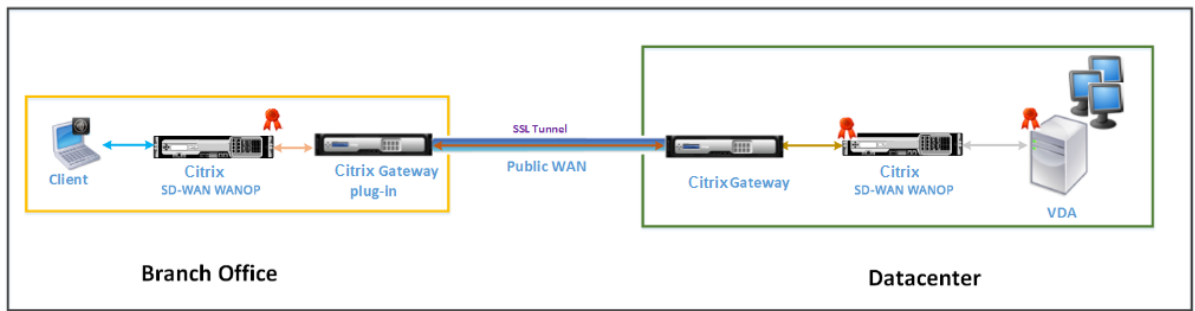 SSL Tunnel
Client
Citrix
SD-WAN WANOP
Citrix Gateway
plug-in
Public WAN
Citrix Gateway
Citrix
SD-WAN WANOP
VDA
Branch Office
Datacenter